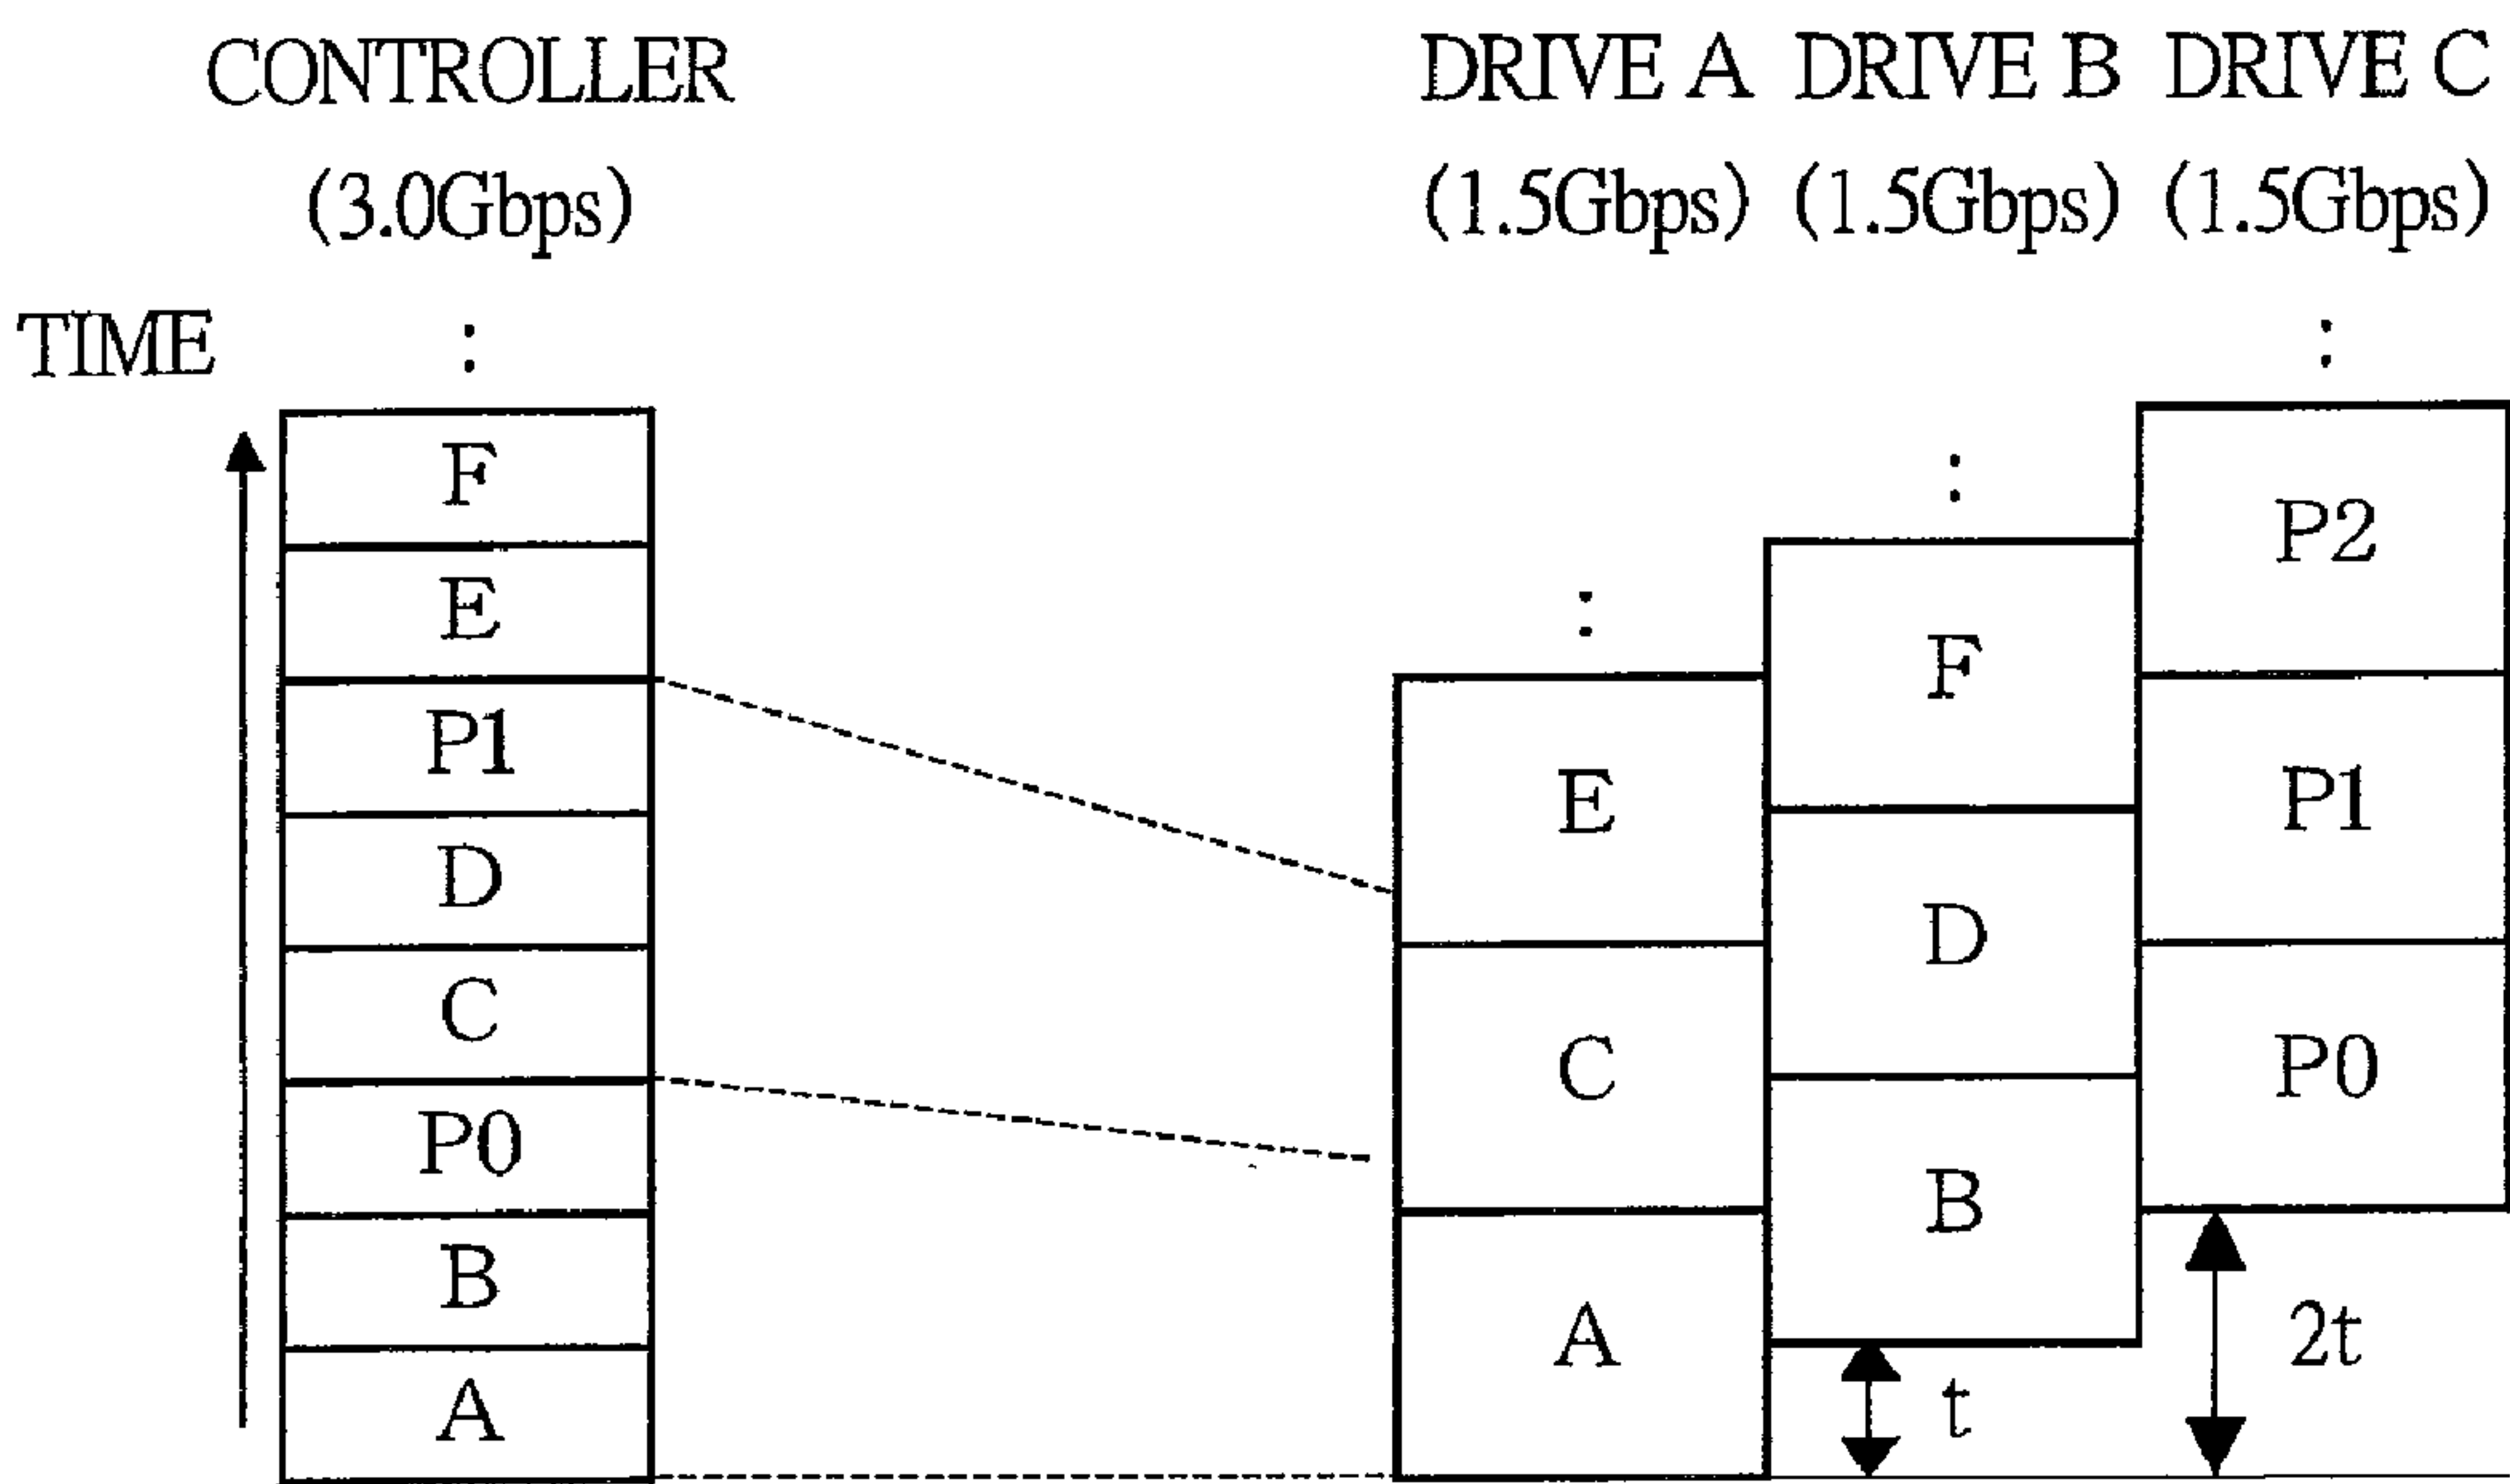 CONTROLLER DRIVE A DRIVE B DRIVE C
(3.0Gbps) (1.5Gbps) (1.5Gbps) (1.5Gbps)
TIME : :
:
F
P2
E
:
F
P1
E
P1
D
D
C
C
P0
P0
B
B
A
2t
A
t